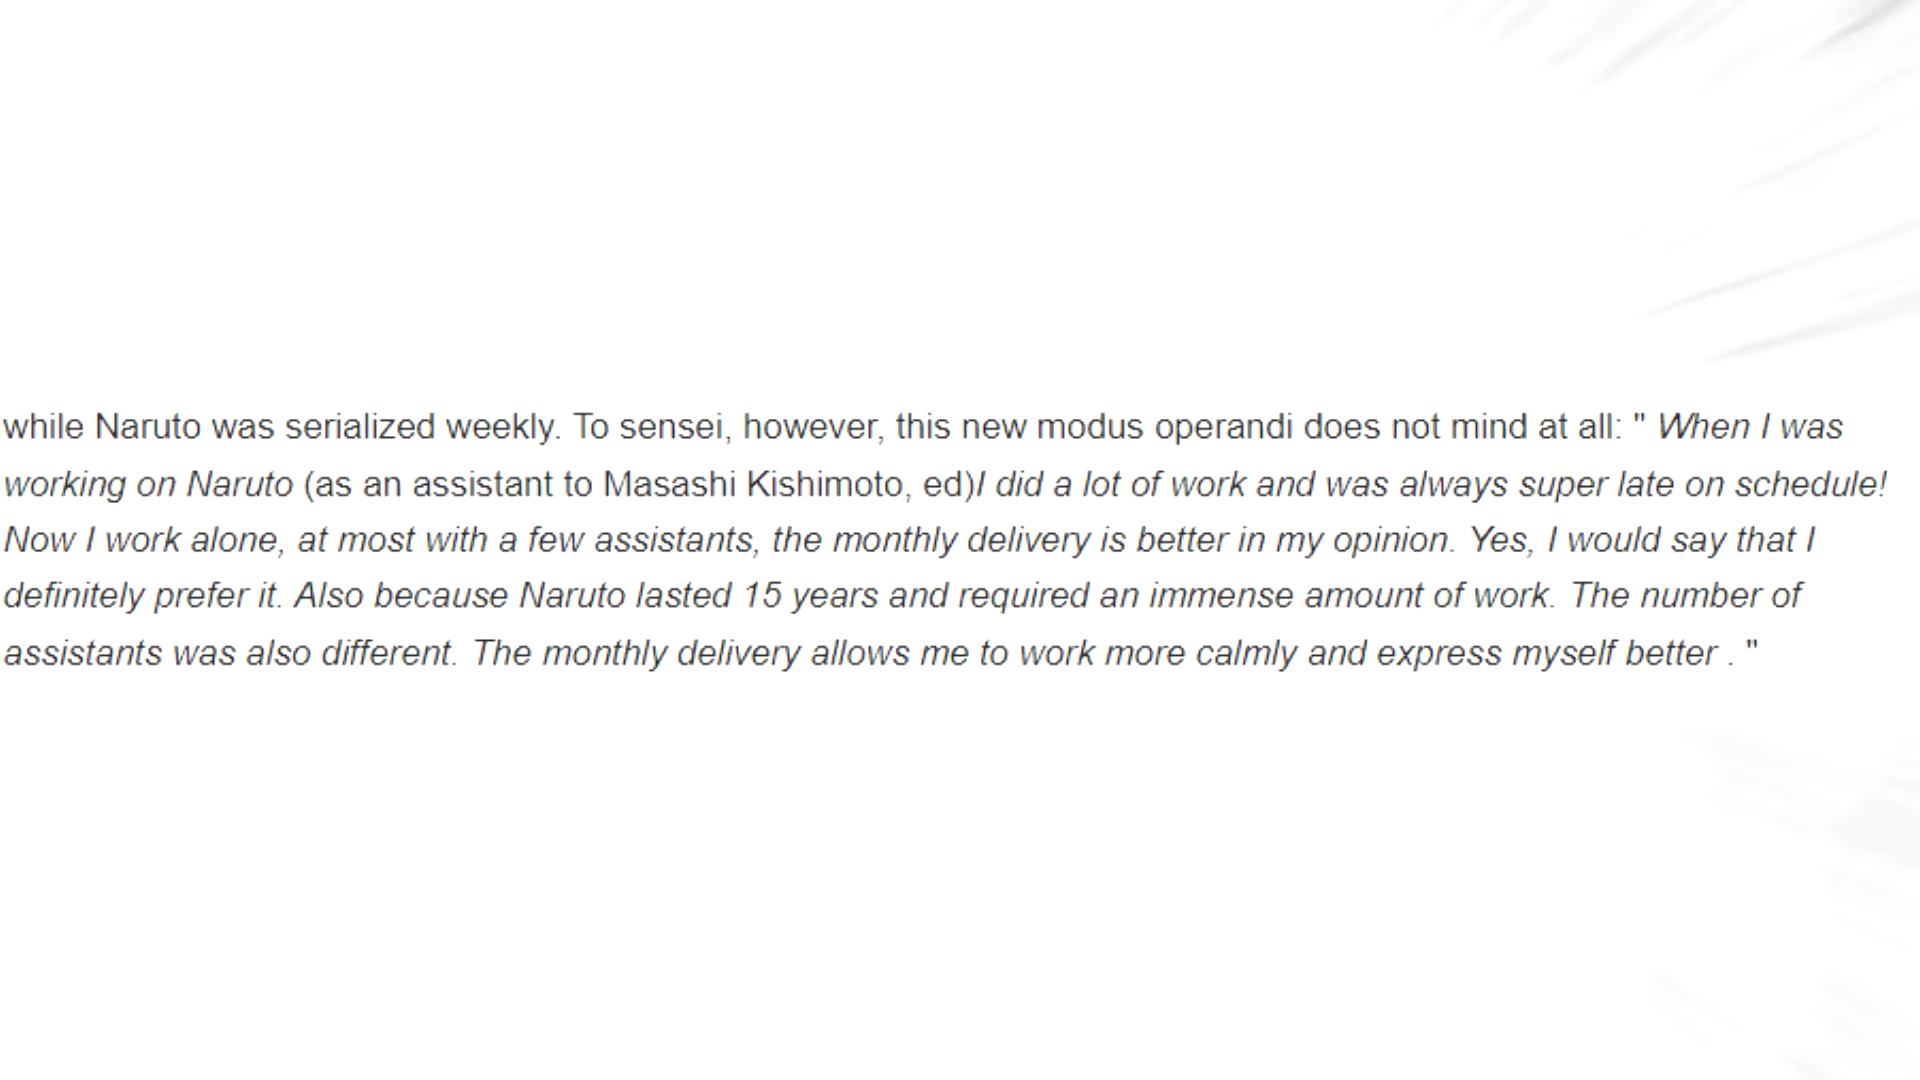 while Naruto was serialized weekly. To sensei, however, this new modus operandi does not mind at all: " When I was
working on Naruto (as an assistant to Masashi Kishimoto, ed)I did a lot of work and was always super late on schedule!
Now I work alone, at most with a few assistants, the monthly delivery is better in my opinion. Yes, I would say that I
definitely prefer it. Also because Naruto lasted 15 years and required an immense amount of work. The number of
assistants was also different. The monthly delivery allows me to work more calmly and express myself better . "